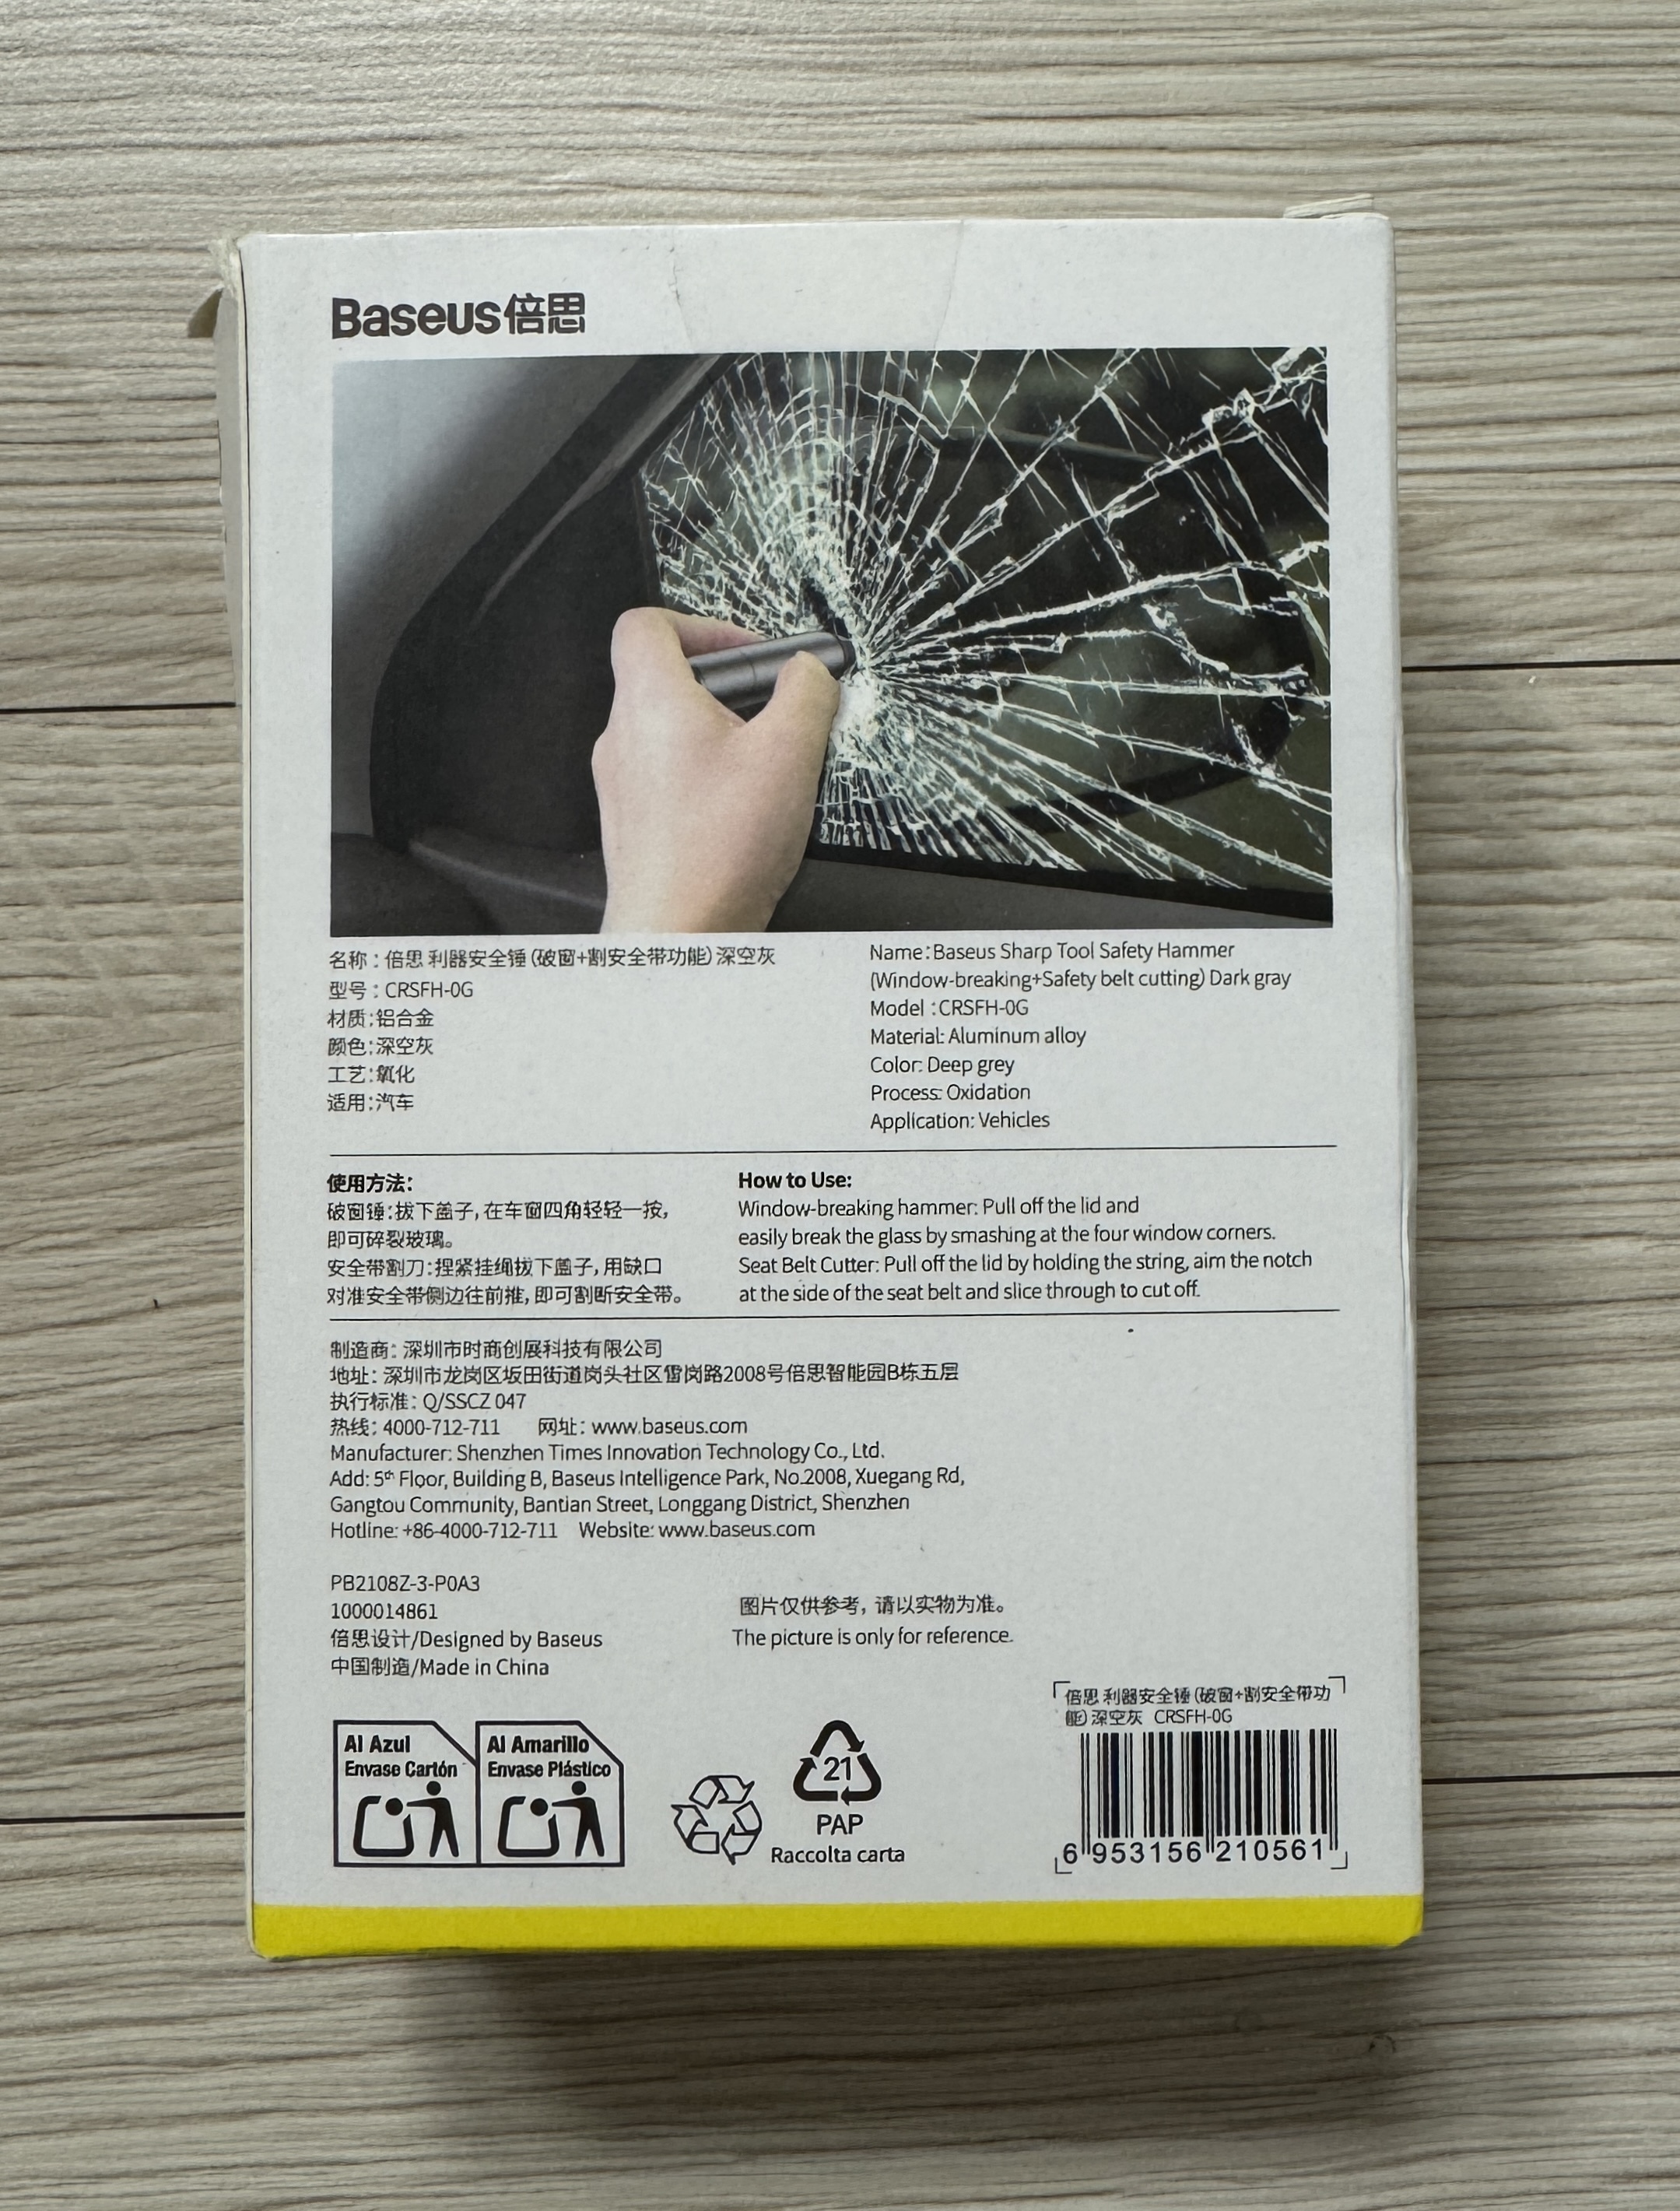 Baseus倍思
名称：倍思 利器安全锤(破窗+割安全带功能)深空灰
型号：CRSFH-0G
材质:铝合金
颜色:深空灰
工艺:氧化
适用:汽车
Name:Baseus Sharp Tool Safety Hammer
(Window-breaking+Safety belt cutting) Dark gray
Model :CRSFH-0G
Material: Aluminum alloy
Color: Deep grey
Process: Oxidation
Application: Vehicles
使用方法:
破窗锤:拔下盖子,在车窗四角轻轻一按,
即可碎裂玻璃。
安全带割刀:捏紧挂绳拔下盖子,用缺口
对准安全带侧边往前推,即可割断安全带。
How to Use:
Window-breaking hammer: Pull off the lid and
easily break the glass by smashing at the four window corners.
Seat Belt Cutter: Pull off the lid by holding the string, aim the notch
at the side of the seat belt and slice through to cut off.
制造商: 深圳市时商创展科技有限公司
地址: 深圳市龙岗区坂田街道岗头社区雪岗路2008号倍思智能园B栋五层
执行标准: Q/SSCZ 047
热线: 4000-712-711 网址: www.baseus.com
Manufacturer: Shenzhen Times Innovation Technology Co., Ltd.
Add: 5th Floor, Building B, Baseus Intelligence Park, No.2008, Xuegang Rd,
Gangtou Community, Bantian Street, Longgang District, Shenzhen
Hotline: +86-4000-712-711 Website: www.baseus.com
PB2108Z-3-P0A3
1000014861
倍思设计/Designed by Baseus
中国制造/Made in China
图片仅供参考, 请以实物为准。
The picture is only for reference.
Al Azul
Envase Cartón
Al Amarillo
Envase Plástico
21
PAP
Raccolta carta
倍思 利器安全锤(破窗+割安全带功
能)深空灰 CRSFH-0G
6 953156 210561